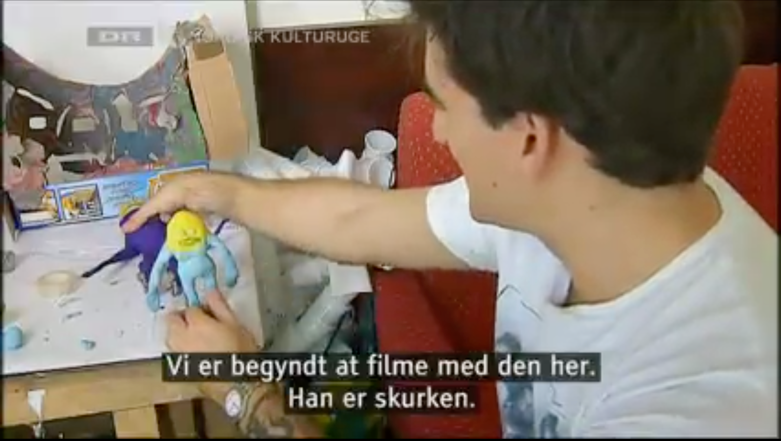 DR
K KULTURUGE
Vi er begyndt at filme med den her.
Han er skurken.